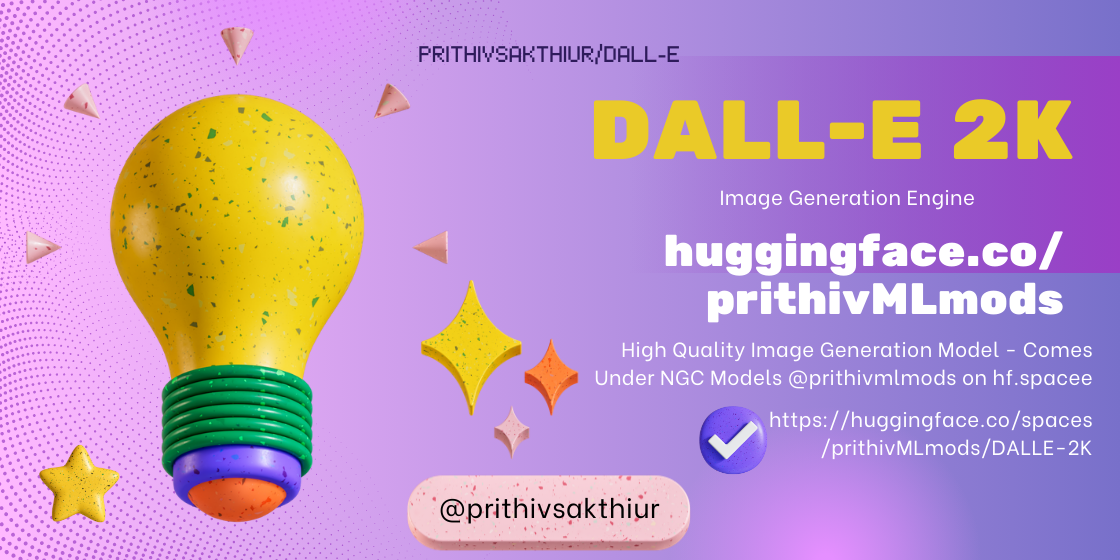 PRITHIVSAKTHIUR/DALL-E
DALL-E 2K
Image Generation Engine
huggingface.co/
prithivMLmods
High Quality Image Generation Model - Comes
Under NGC Models @prithivmlmods on hf.spacee
https://huggingface.co/spaces
/prithivMLmods/DALLE-2K
@prithivsakthiur